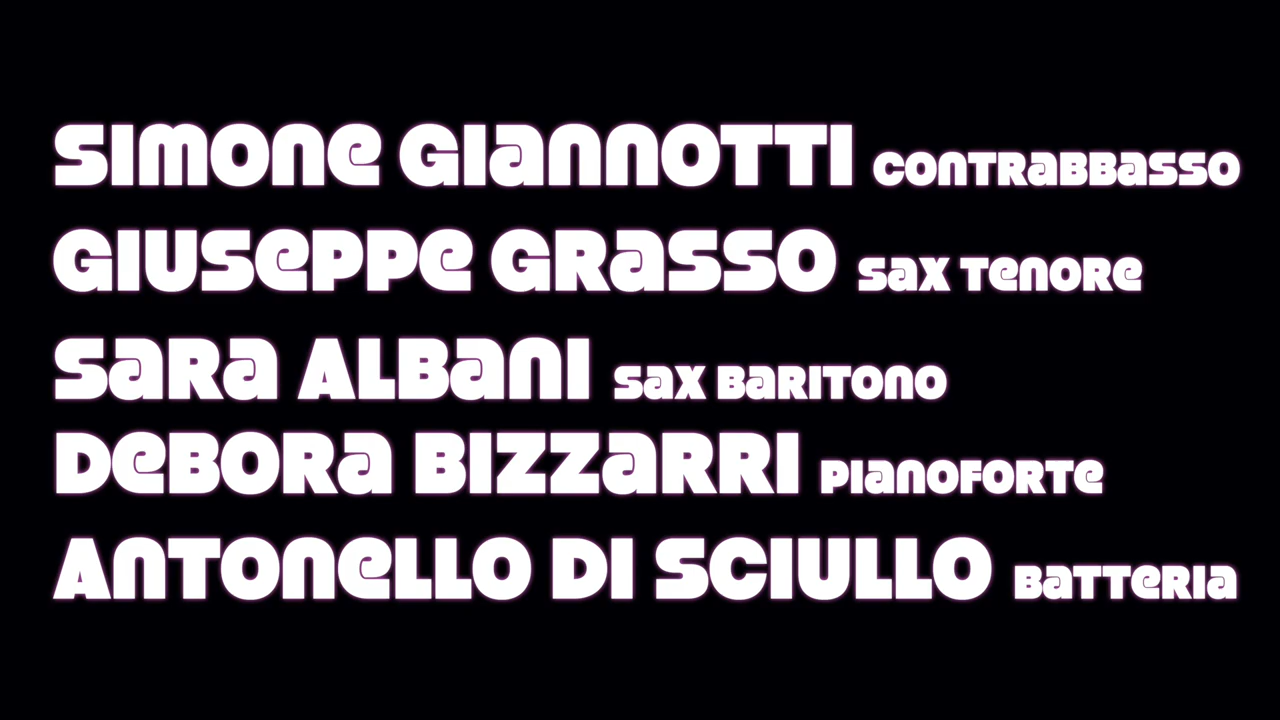 SIMONE GIANNOTTI CONTRABBASSO
GIUSEPPE GRASSO SAX TENORE
SARA ALBANI SAX BARITONO
DEBORA BIZZARRI PIANOFORTE
ANTONELLO DI SCIULLO BATTERIA